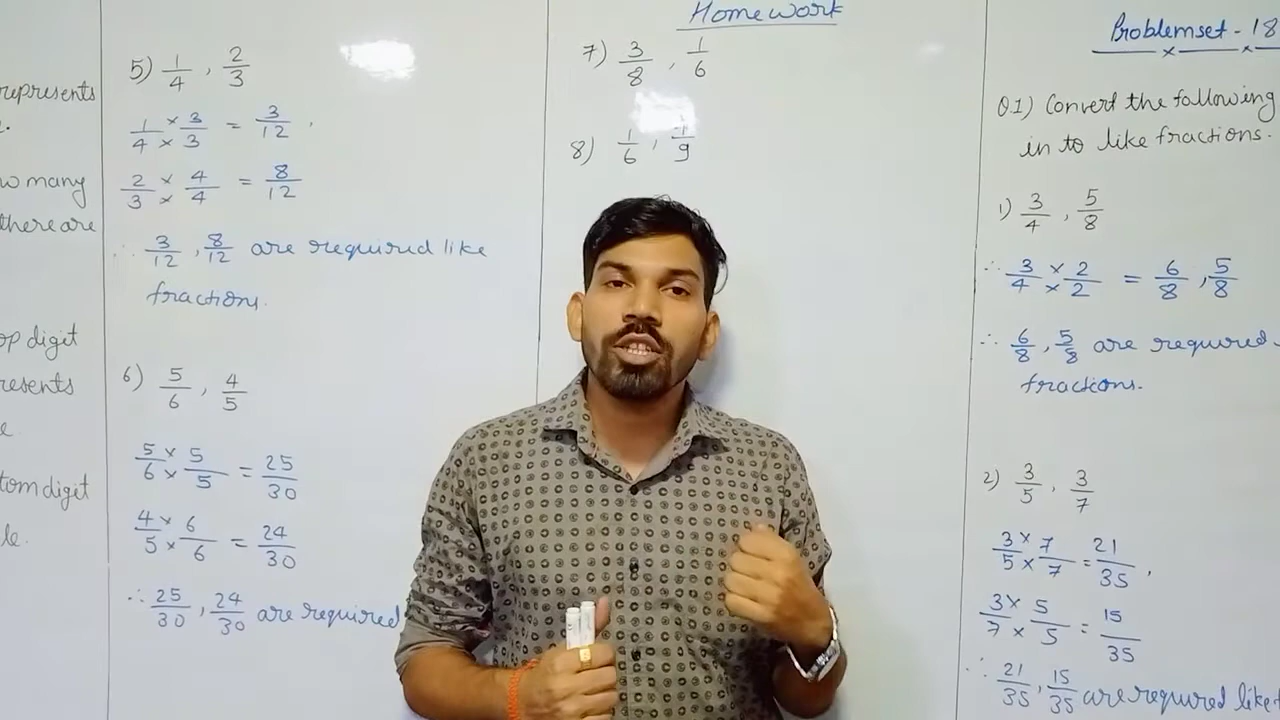 represents
.
w many
there are
op digit
resents
e
tom digit
le.
5) 1/4 , 2/3
1/4 × 3/3 = 3/12 ,
2/3 × 4/4 = 8/12
∴ 3/12 , 8/12 are required like
fractions.
6) 5/6 , 4/5
5/6 × 5/5 = 25/30
4/5 × 6/6 = 24/30
∴ 25/30 , 24/30 are required
Homework
7) 3/8 , 1/6
8) 1/6 , 1/9
Problemset - 18
Q.1) Convert the following
in to like fractions.
1) 3/4 , 5/8
∴ 3/4 × 2/2 = 6/8 , 5/8
∴ 6/8 , 5/8 are required
fractions.
2) 3/5 , 3/7
3/5 × 7/7 = 21/35 ,
3/7 × 5/5 = 15/35
∴ 21/35 , 15/35 are required like